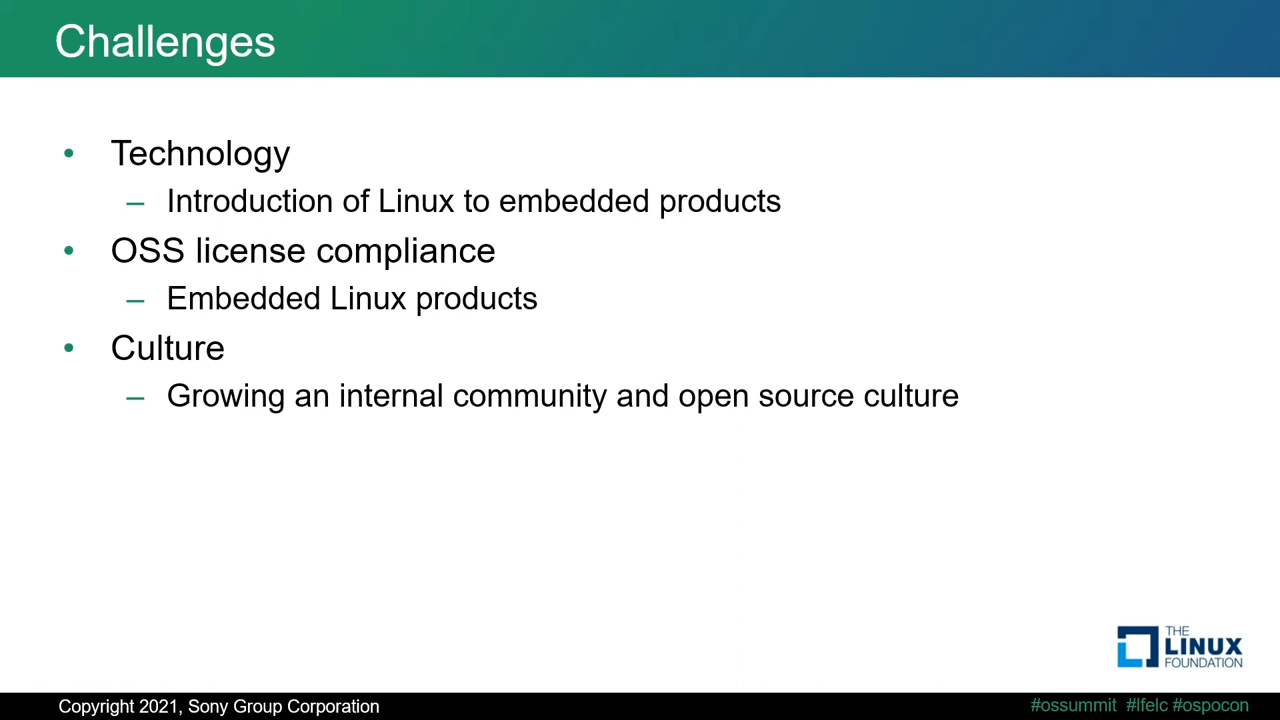 Challenges
• Technology
– Introduction of Linux to embedded products
• OSS license compliance
– Embedded Linux products
• Culture
– Growing an internal community and open source culture
THE
LINUX
FOUNDATION
Copyright 2021, Sony Group Corporation
#ossummit #lfelc #ospocon